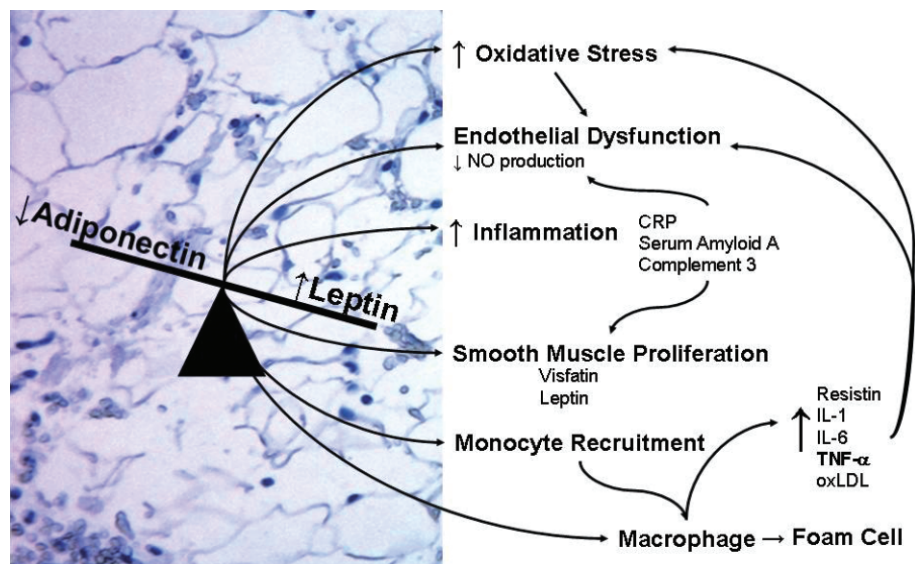 ↑ Oxidative Stress
Endothelial Dysfunction
↓ NO production
↓Adiponectin
↑Leptin
↑ Inflammation
CRP
Serum Amyloid A
Complement 3
Smooth Muscle Proliferation
Visfatin
Leptin
Monocyte Recruitment
↑
Resistin
IL-1
IL-6
TNF-α
oxLDL
Macrophage → Foam Cell